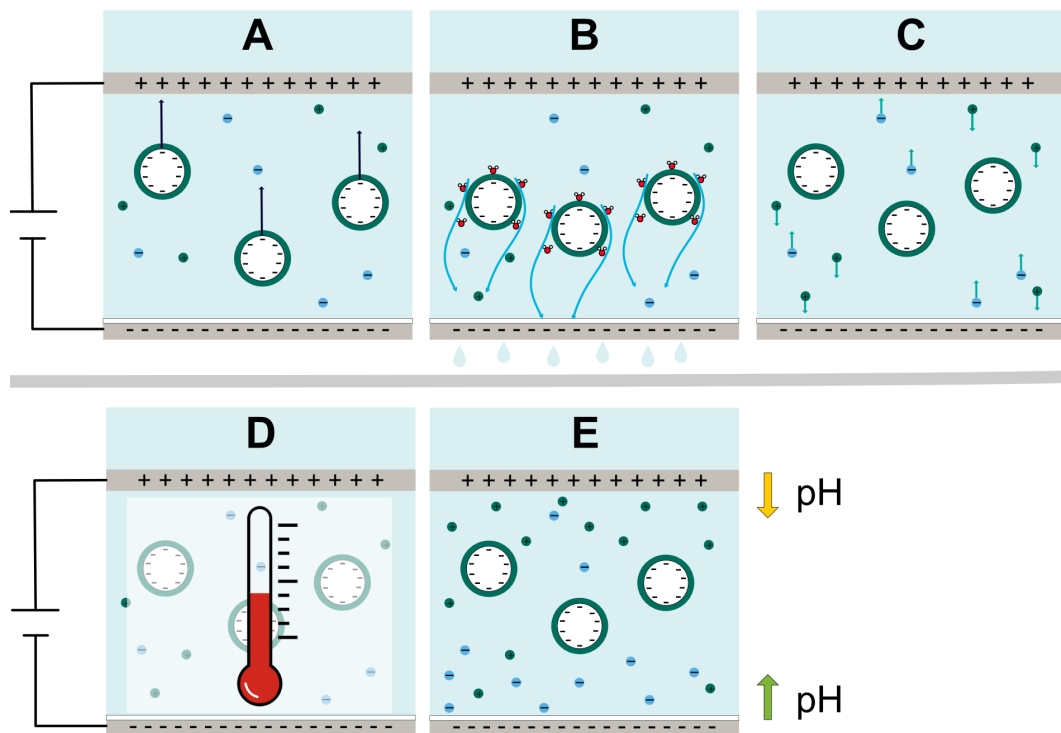 A B C
+ + + + + + + + + + + +
+ + + + + + + + + + + +
+ + + + + + + + + + + +
D E
+ + + + + + + + + + + +
+ + + + + + + + + + + +
pH
pH